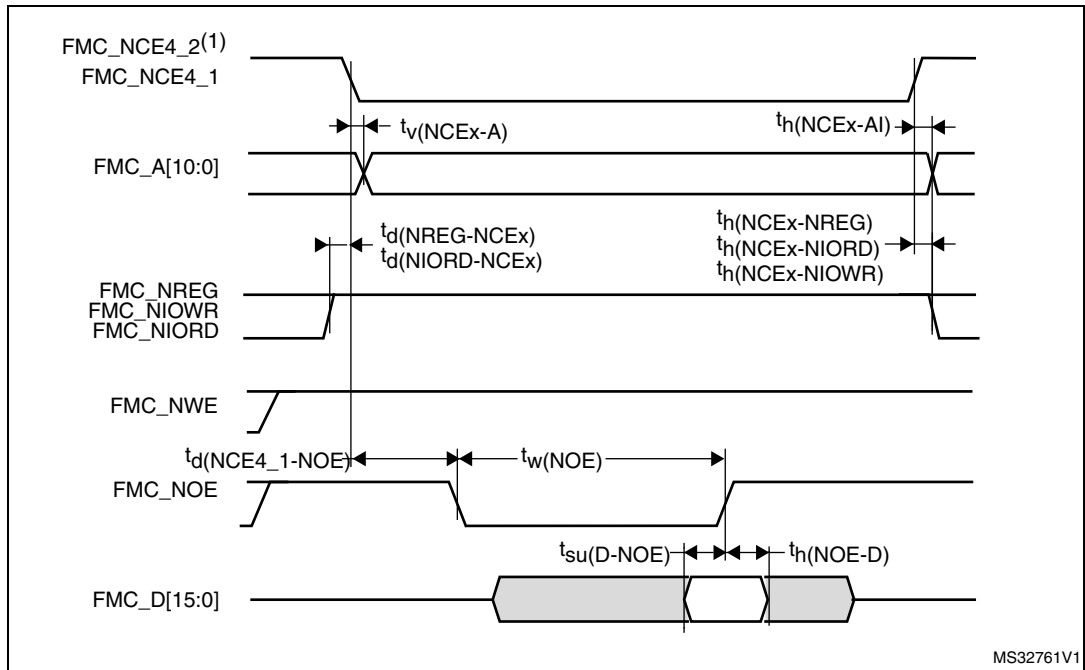 FMC_NCE4_2(1)
FMC_NCE4_1
tv(NCEx-A)
th(NCEx-AI)
FMC_A[10:0]
td(NREG-NCEx)
td(NIORD-NCEx)
th(NCEx-NREG)
th(NCEx-NIORD)
th(NCEx-NIOWR)
FMC_NREG
FMC_NIOWR
FMC_NIORD
FMC_NWE
td(NCE4_1-NOE)
tw(NOE)
FMC_NOE
tsu(D-NOE)
th(NOE-D)
FMC_D[15:0]
MS32761V1